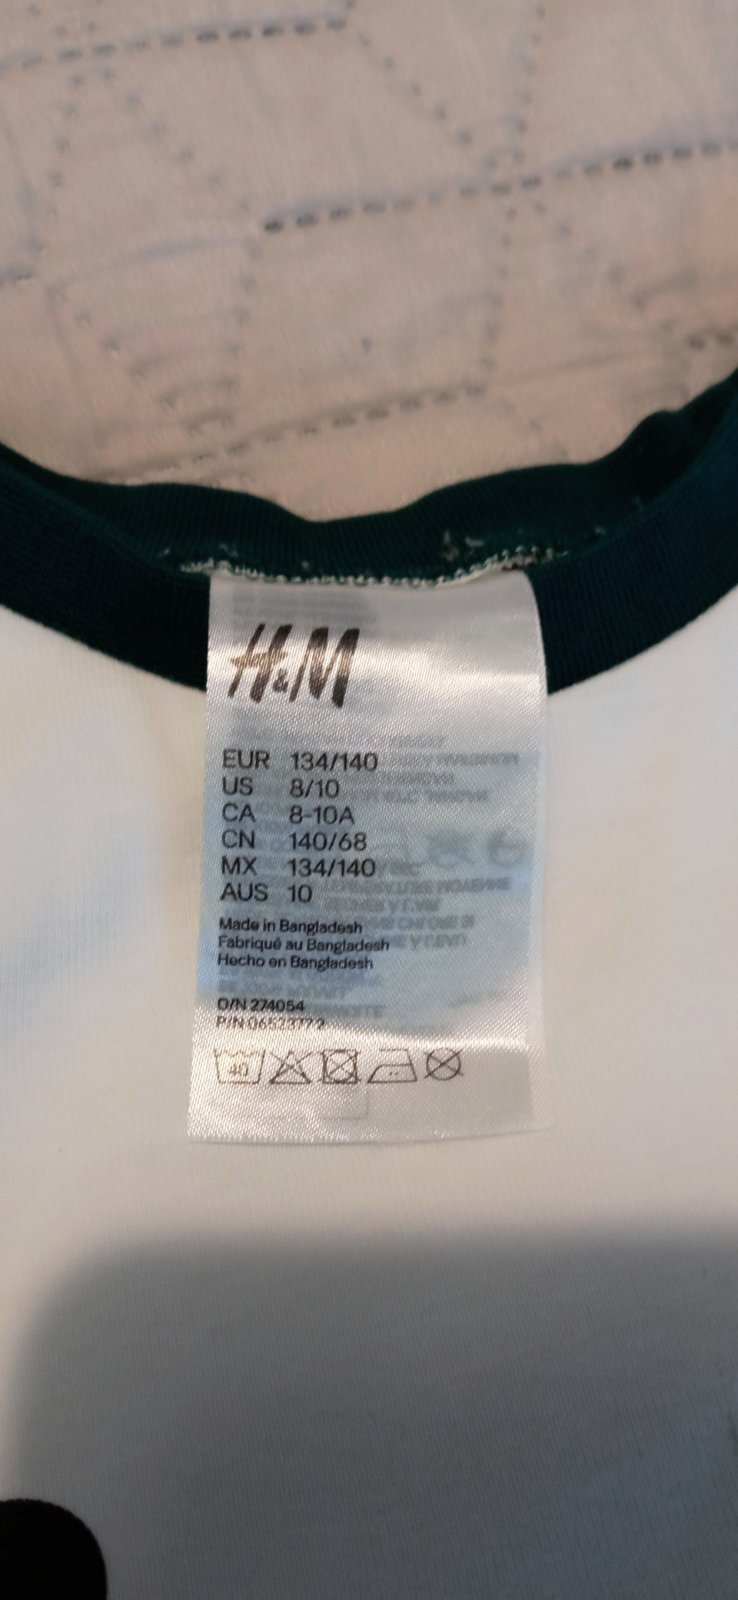 H&M
EUR 134/140
US 8/10
CA 8-10A
CN 140/68
MX 134/140
AUS 10
Made in Bangladesh
Fabriqué au Bangladesh
Hecho en Bangladesh
O/N 274054
P/N 06523772
40